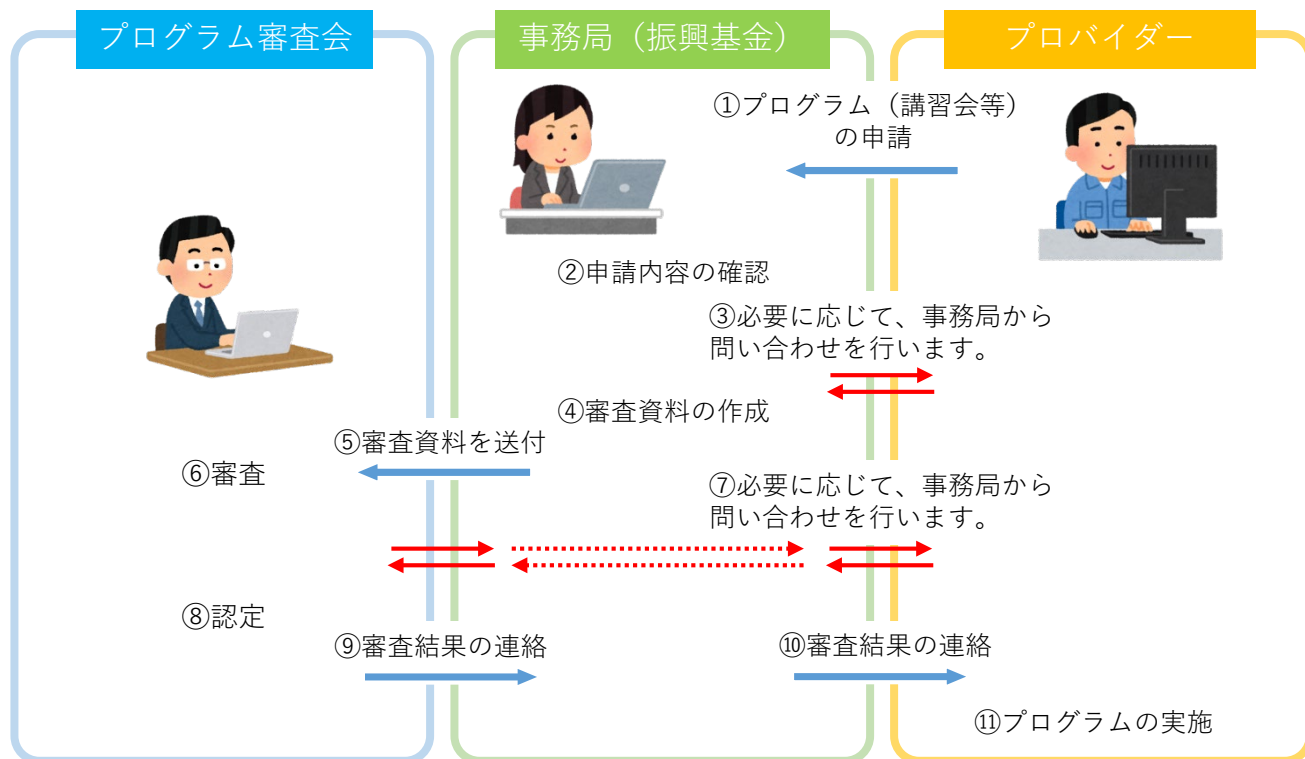 プログラム審査会
事務局（振興基金）
プロバイダー
①プログラム（講習会等）
の申請
②申請内容の確認
③必要に応じて、事務局から
問い合わせを行います。
④審査資料の作成
⑤審査資料を送付
⑥審査
⑦必要に応じて、事務局から
問い合わせを行います。
⑧認定
⑨審査結果の連絡
⑩審査結果の連絡
⑪プログラムの実施